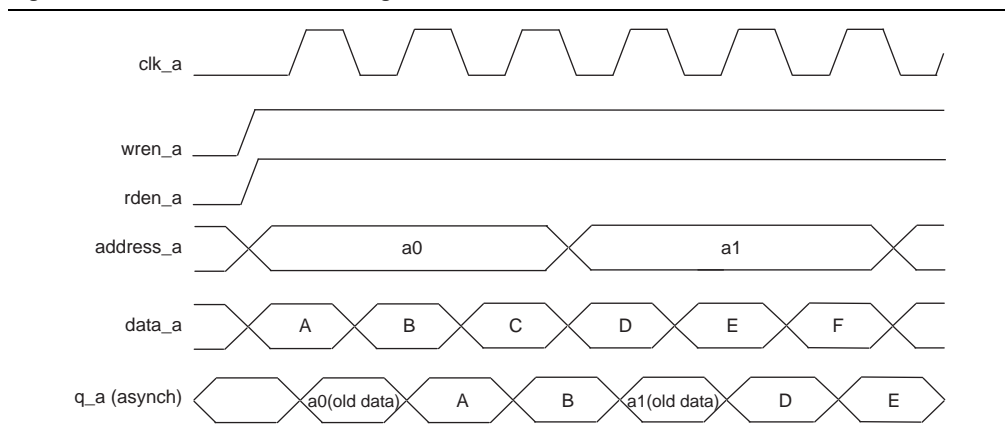 clk_a
wren_a
rden_a
address_a a0 a1
data_a A B C D E F
q_a (asynch) a0(old data) A B a1(old data) D E